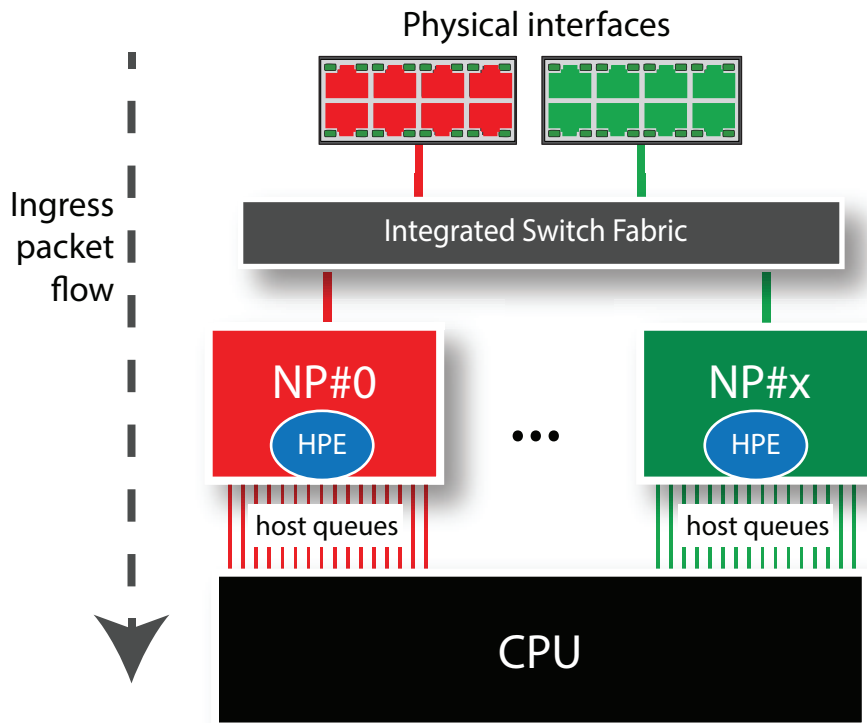 Physical interfaces
Ingress
packet
flow
Integrated Switch Fabric
NP#0
NP#x
HPE
...
HPE
host queues
host queues
CPU